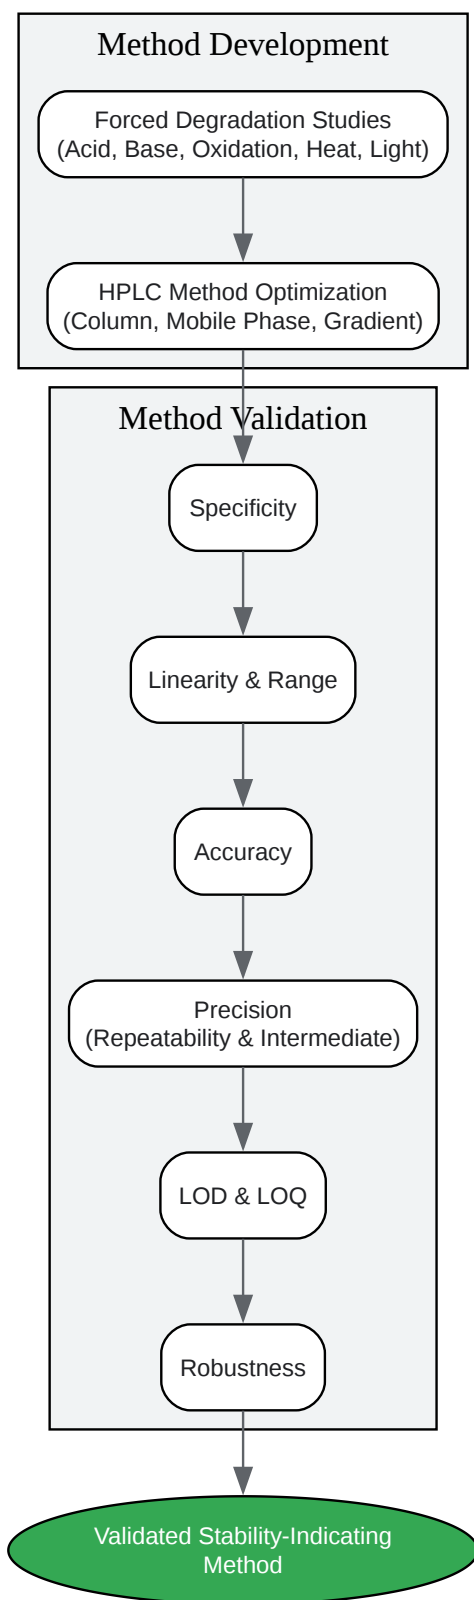 Method Development
Forced Degradation Studies
(Acid, Base, Oxidation, Heat, Light)
HPLC Method Optimization
(Column, Mobile Phase, Gradient)
Method Validation
Specificity
Linearity & Range
Accuracy
Precision
(Repeatability & Intermediate)
LOD & LOQ
Robustness
Validated Stability-Indicating
Method